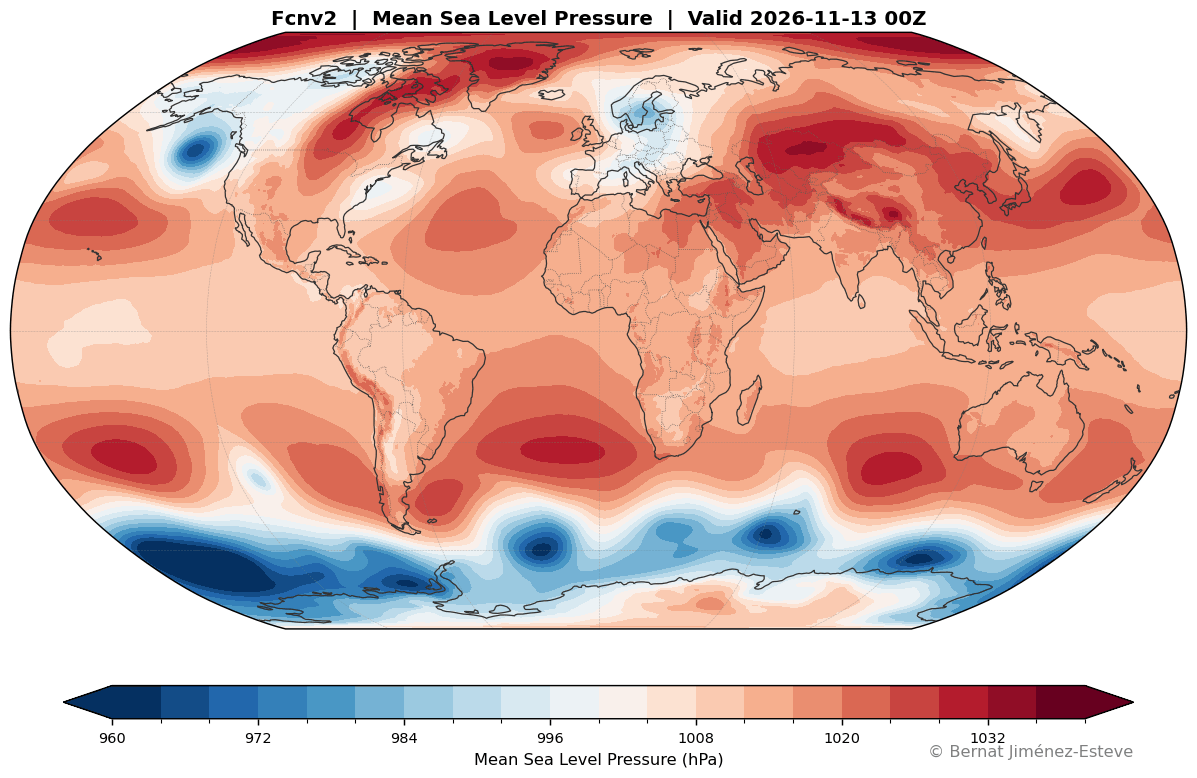 Fcnv2 | Mean Sea Level Pressure | Valid 2026-11-13 00Z
960 972 984 996 1008 1020 1032
Mean Sea Level Pressure (hPa)
© Bernat Jiménez-Esteve